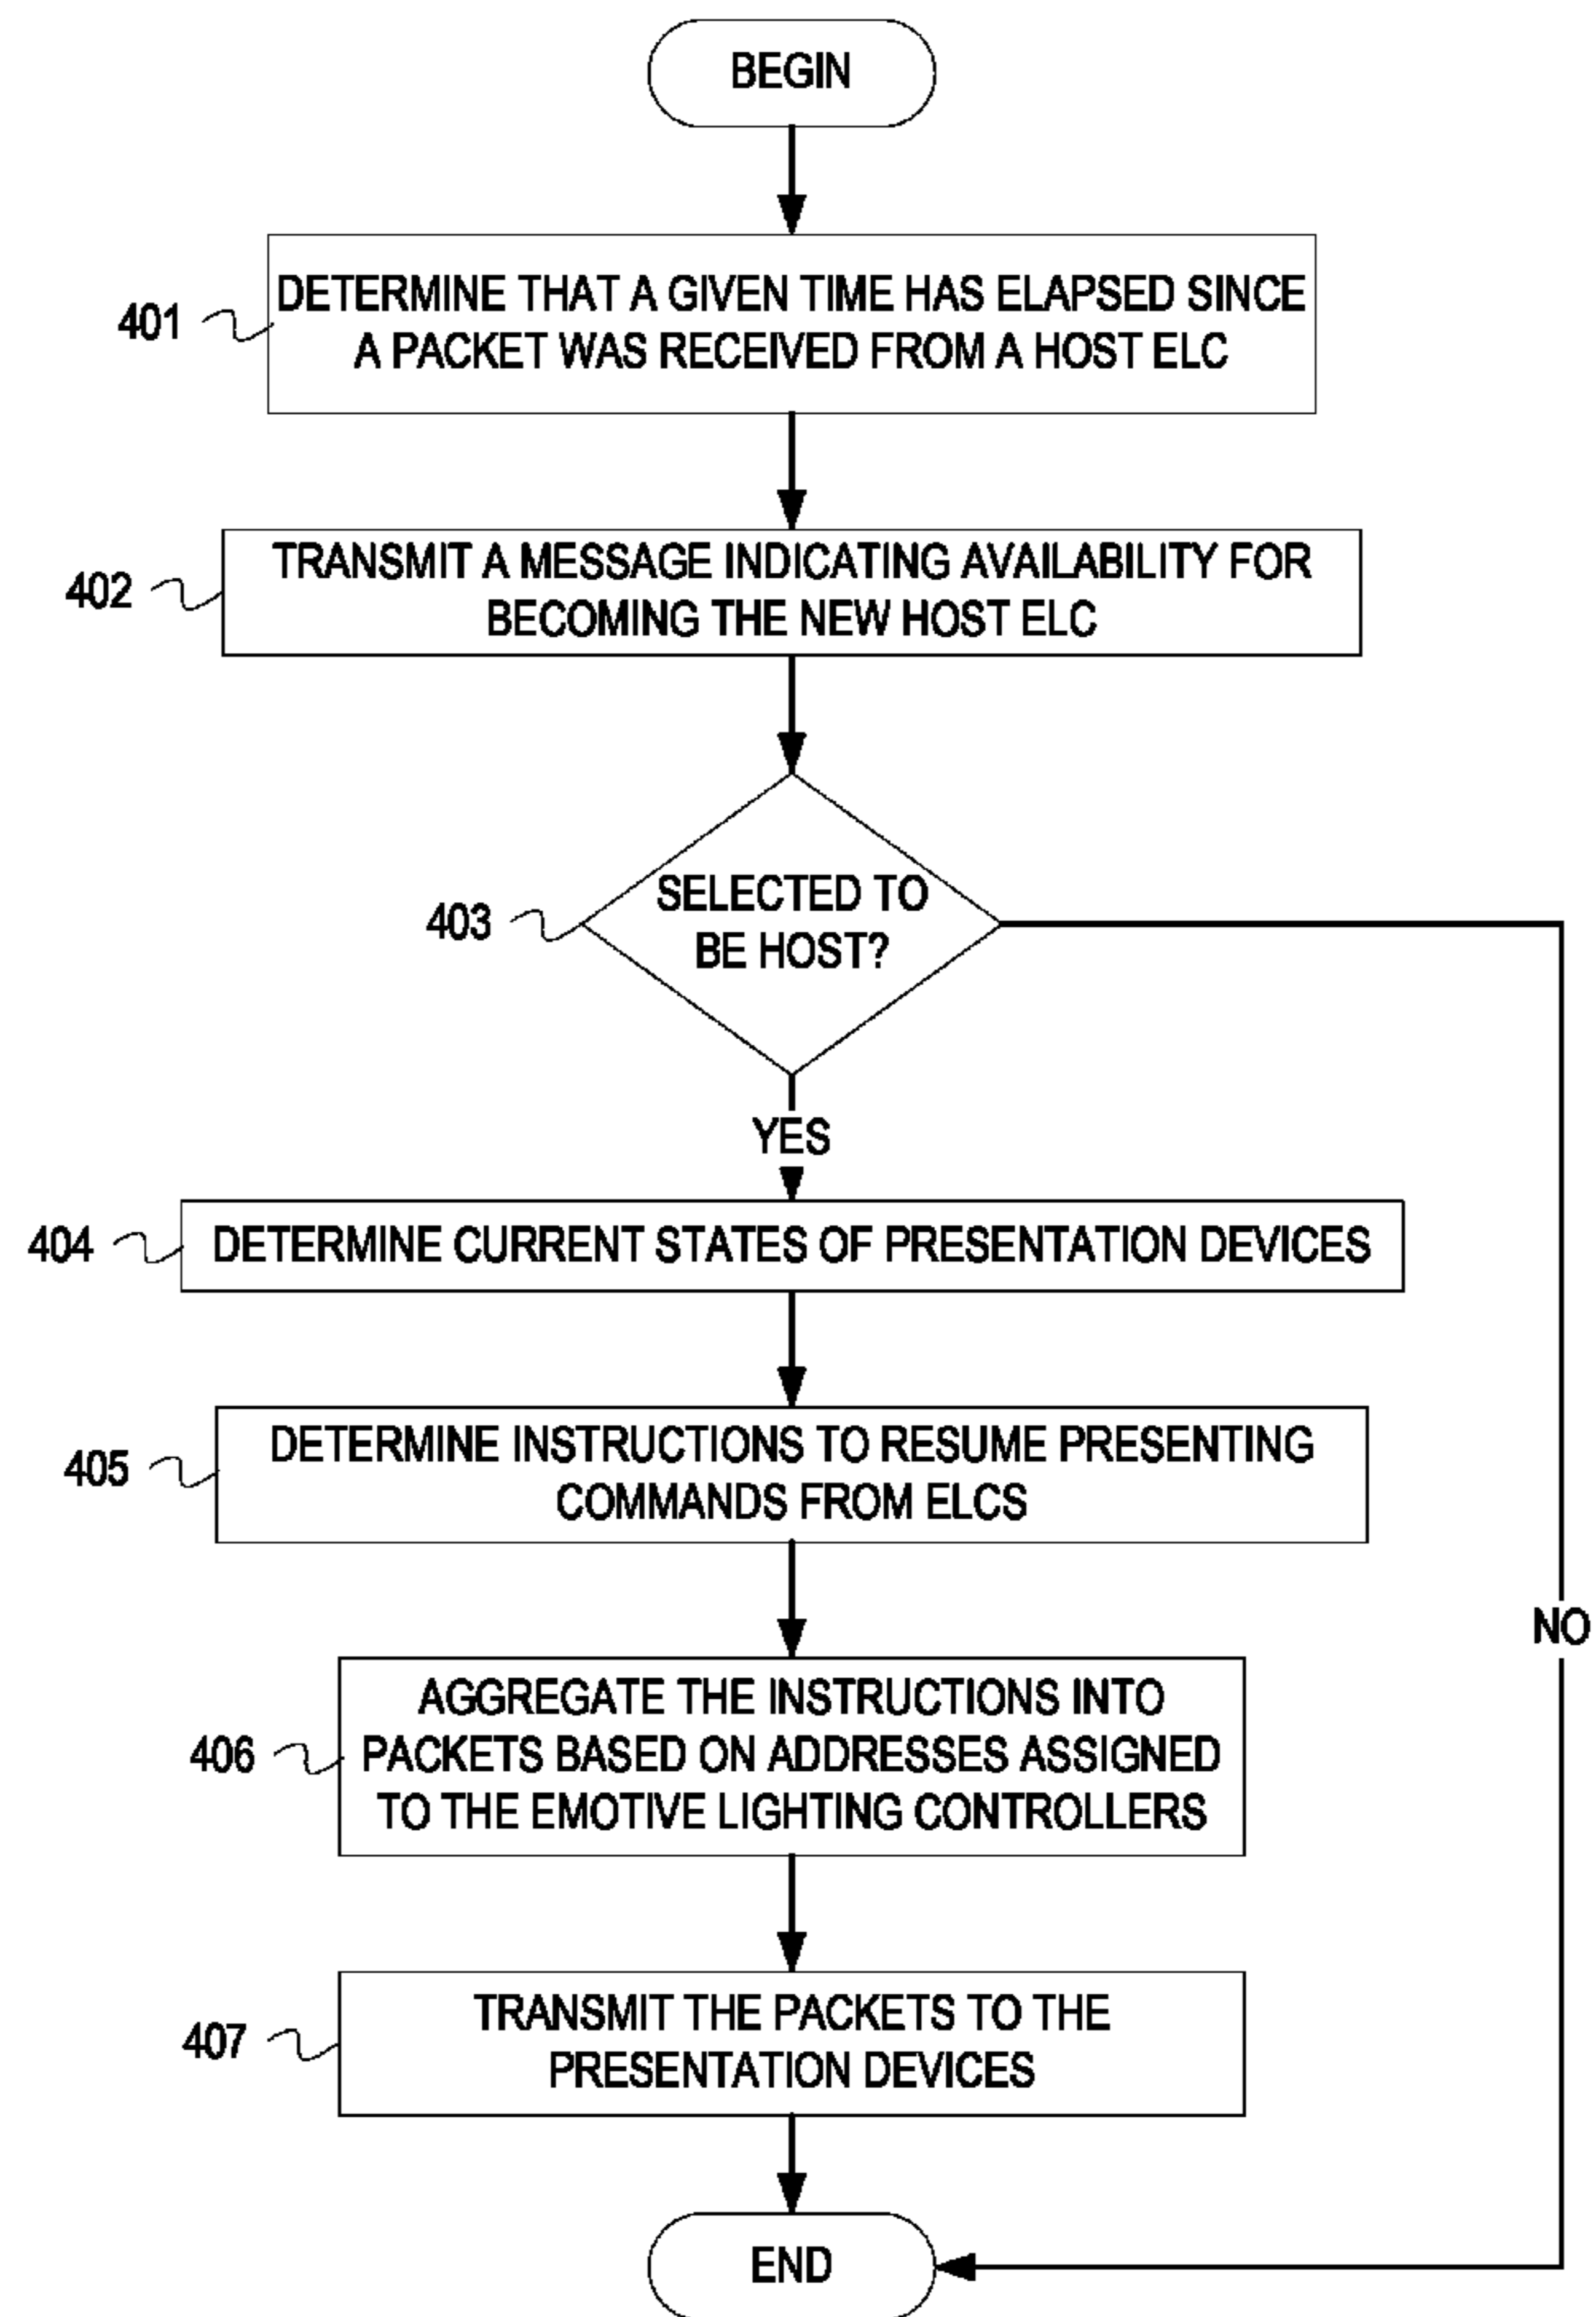 BEGIN
401
DETERMINE THAT A GIVEN TIME HAS ELAPSED SINCE
A PACKET WAS RECEIVED FROM A HOST ELC
402
TRANSMIT A MESSAGE INDICATING AVAILABILITY FOR
BECOMING THE NEW HOST ELC
403
SELECTED TO
BE HOST?
YES
404
DETERMINE CURRENT STATES OF PRESENTATION DEVICES
405
DETERMINE INSTRUCTIONS TO RESUME PRESENTING
COMMANDS FROM ELCS
NO
406
AGGREGATE THE INSTRUCTIONS INTO
PACKETS BASED ON ADDRESSES ASSIGNED
TO THE EMOTIVE LIGHTING CONTROLLERS
407
TRANSMIT THE PACKETS TO THE
PRESENTATION DEVICES
END